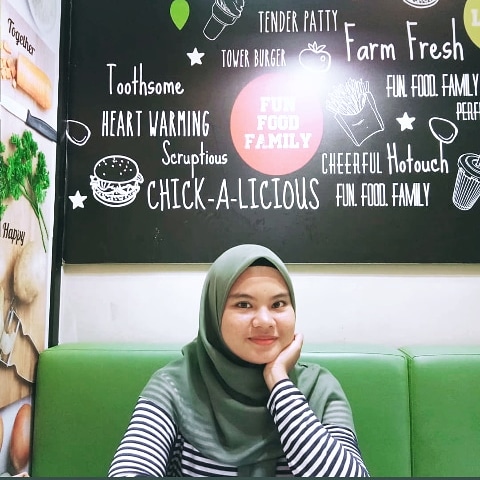 Together
Happy
TENDER PATTY
TOWER BURGER
Farm Fresh
Toothsome
FUN. FOOD. FAMILY
HEART WARMING
FUN
FOOD
FAMILY
Scruptious
CHEERFUL
Hotouch
CHICK-A-LICIOUS
FUN. FOOD. FAMILY